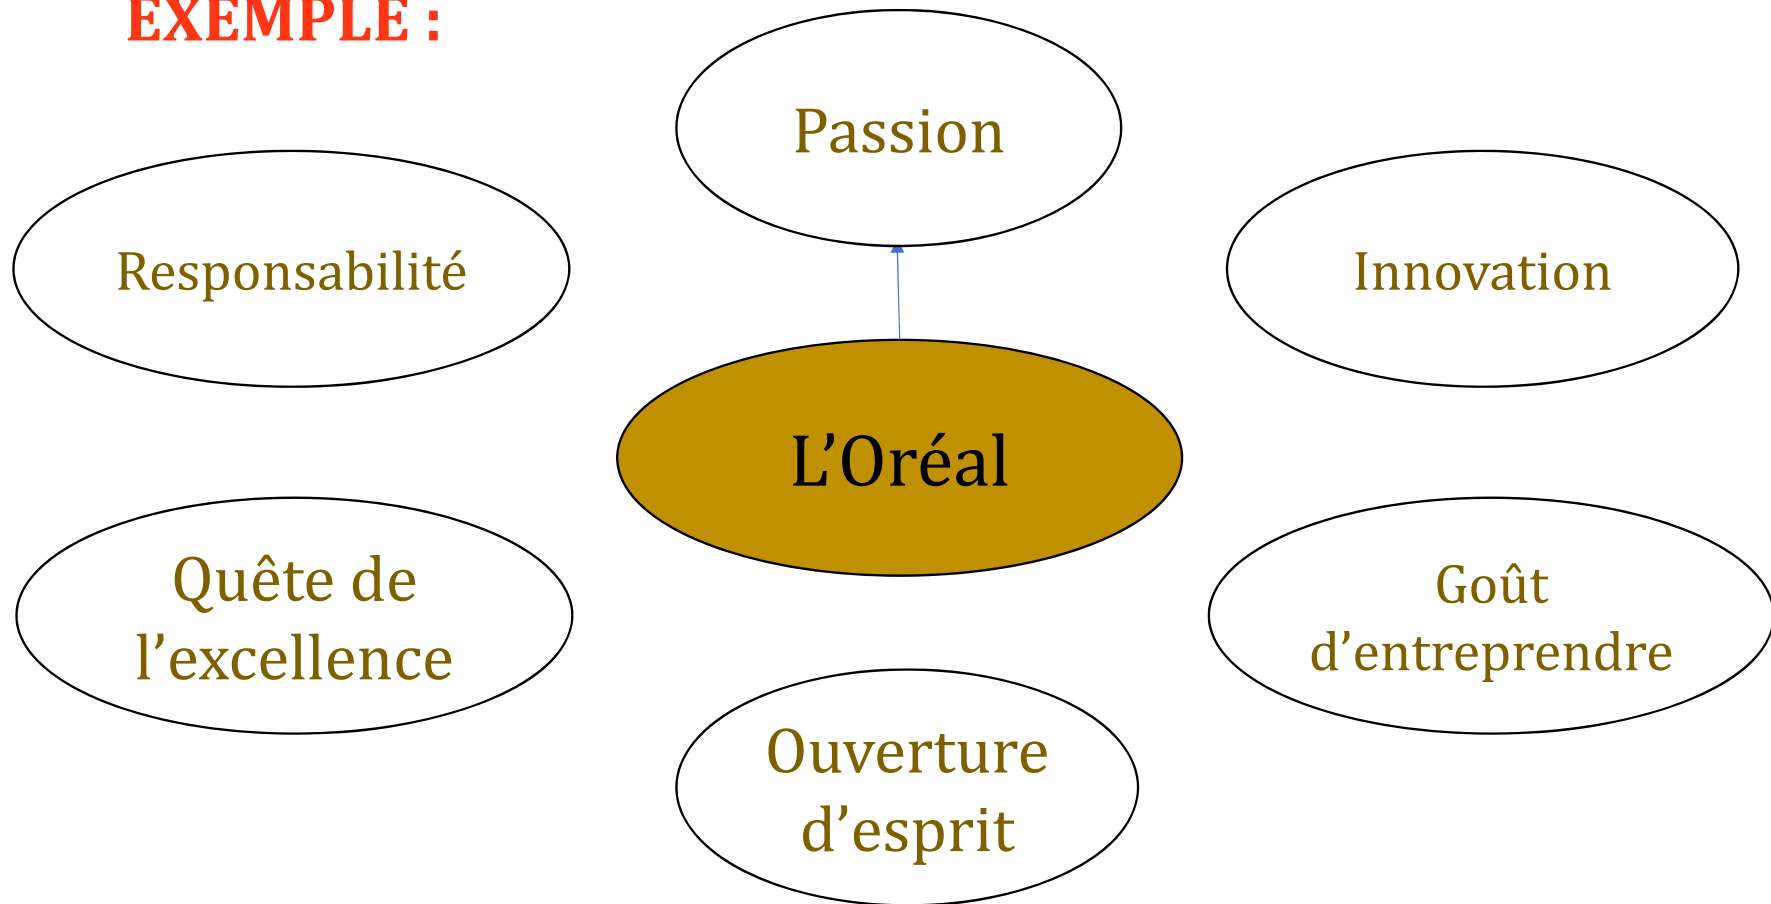 EXEMPLE :
Passion
Responsabilité
Innovation
L’Oréal
Quête de
l’excellence
Goût
d’entreprendre
Ouverture
d’esprit